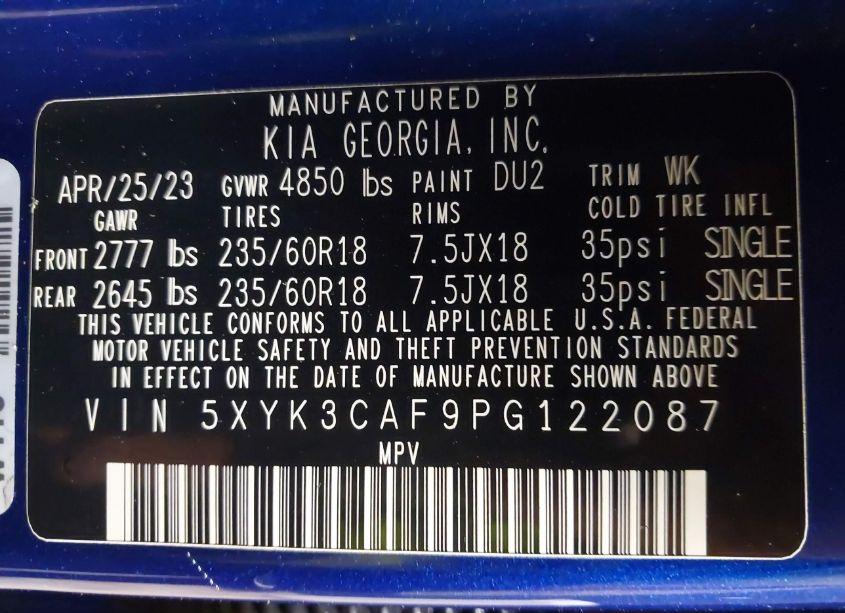 MANUFACTURED BY
KIA GEORGIA, INC.
APR/25/23 GVWR 4850 lbs PAINT DU2 TRIM WK
GAWR TIRES RIMS COLD TIRE INFL
FRONT 2777 lbs 235/60R18 7.5JX18 35psi SINGLE
REAR 2645 lbs 235/60R18 7.5JX18 35psi SINGLE
THIS VEHICLE CONFORMS TO ALL APPLICABLE U.S.A. FEDERAL
MOTOR VEHICLE SAFETY AND THEFT PREVENTION STANDARDS
IN EFFECT ON THE DATE OF MANUFACTURE SHOWN ABOVE
VIN 5XYK3CAF9PG122087
MPV